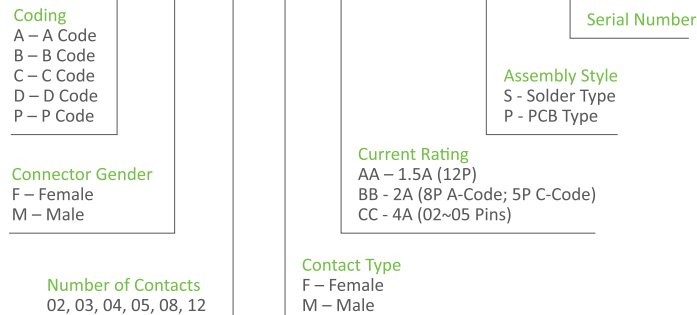 Coding
A – A Code
B – B Code
C – C Code
D – D Code
P – P Code
Connector Gender
F – Female
M – Male
Number of Contacts
02, 03, 04, 05, 08, 12
Serial Number
Assembly Style
S - Solder Type
P - PCB Type
Current Rating
AA – 1.5A (12P)
BB - 2A (8P A-Code; 5P C-Code)
CC - 4A (02~05 Pins)
Contact Type
F – Female
M – Male